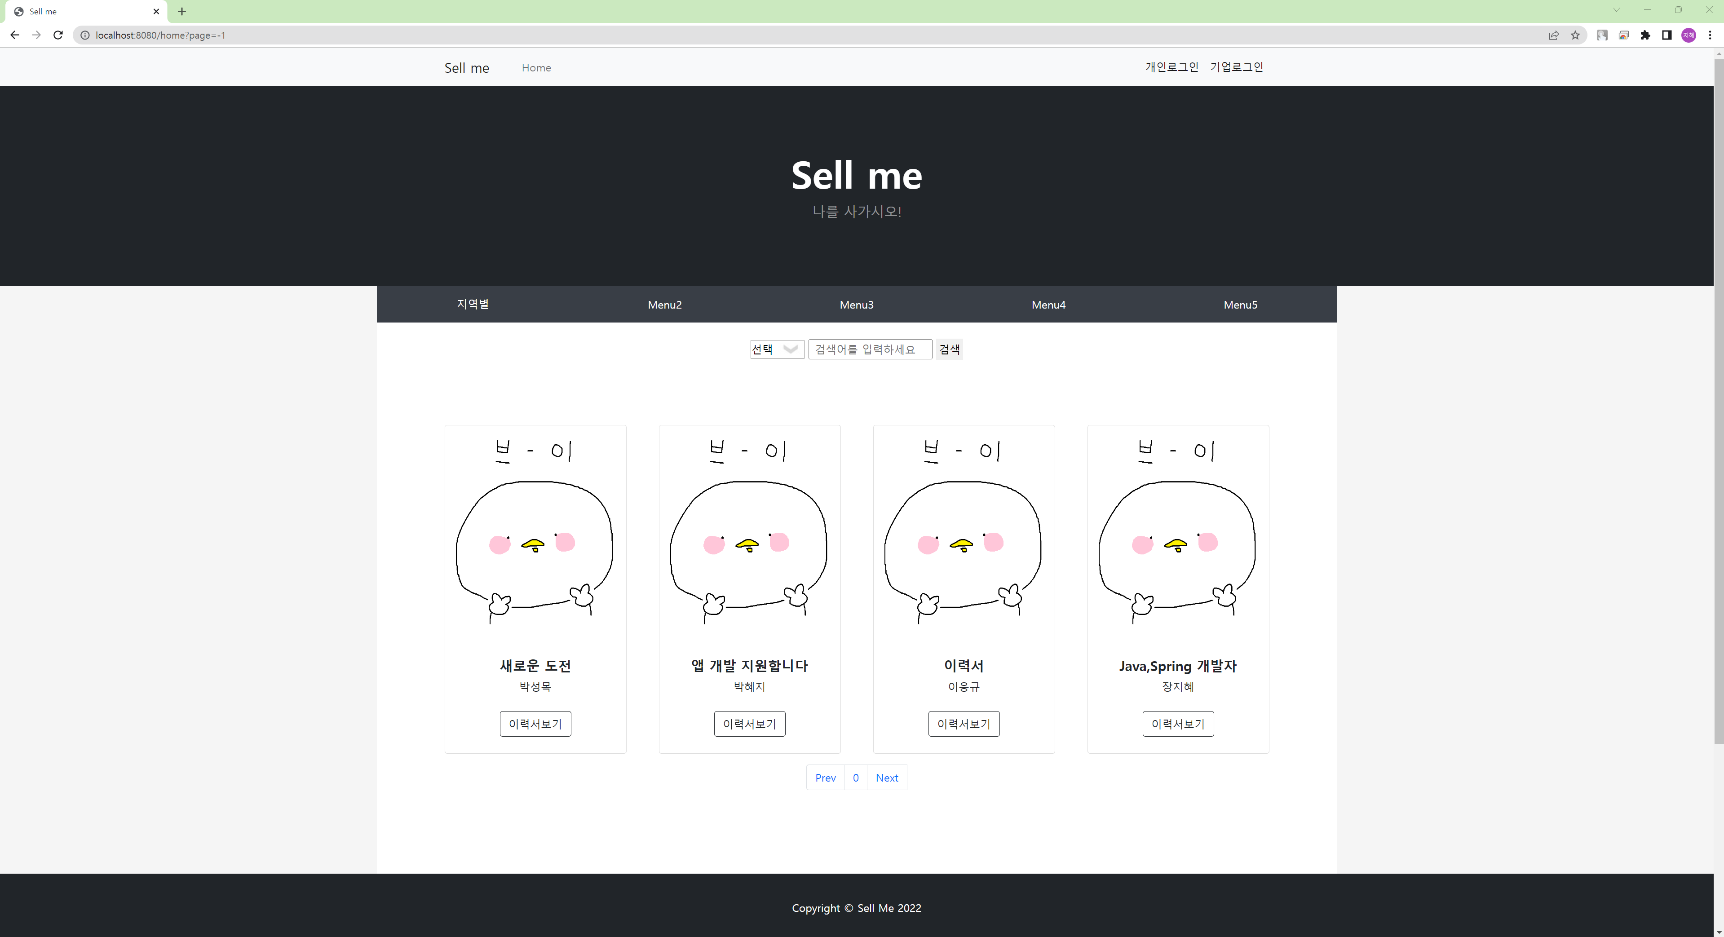 Sell me
localhost:8080/home?page=-1
지혜
Sell me Home 개인로그인 기업로그인
Sell me
나를 사가시오!
지역별 Menu2 Menu3 Menu4 Menu5
선택 검색어를 입력하세요 검색
브 - 이 브 - 이 브 - 이 브 - 이
새로운 도전 앱 개발 지원합니다 이력서 Java,Spring 개발자
박성목 박혜지 이응규 장지혜
이력서보기 이력서보기 이력서보기 이력서보기
Prev 0 Next
Copyright © Sell Me 2022